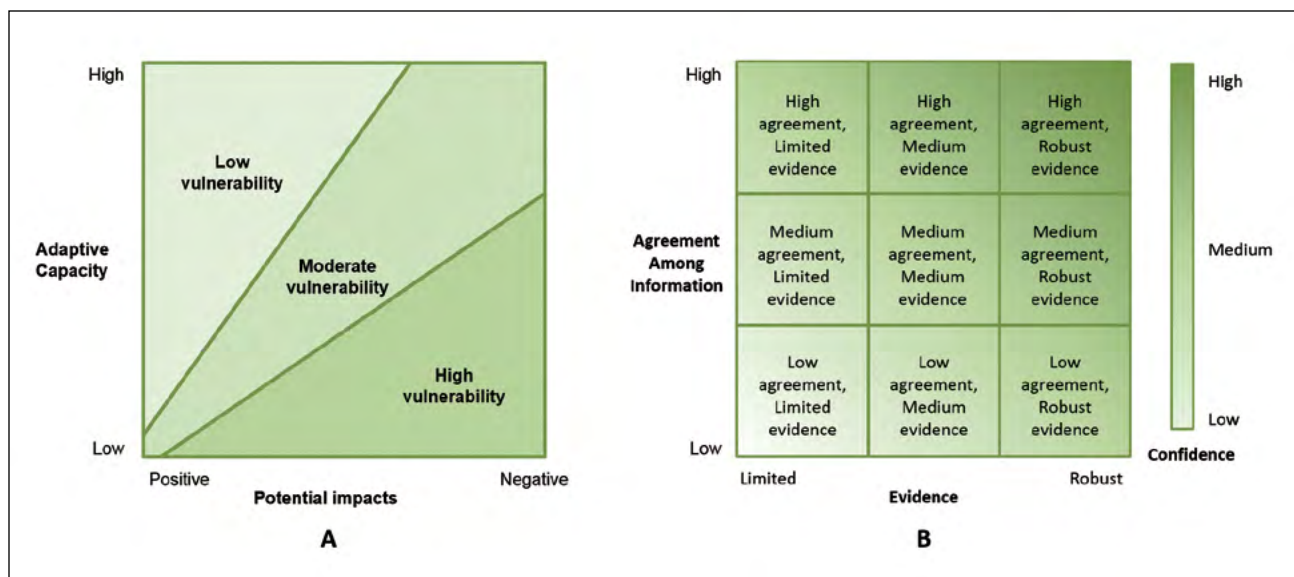 High
Low
vulnerability
Adaptive
Capacity
Moderate
vulnerability
High
vulnerability
Low
Positive
Negative
Potential impacts
A
High
High
agreement,
Limited
evidence
High
agreement,
Medium
evidence
High
agreement,
Robust
evidence
Agreement
Among
Information
Medium
agreement,
Limited
evidence
Medium
agreement,
Medium
evidence
Medium
agreement,
Robust
evidence
Low
agreement,
Limited
evidence
Low
agreement,
Medium
evidence
Low
agreement,
Robust
evidence
Low
Limited
Robust
Evidence
B
High
Medium
Low
Confidence